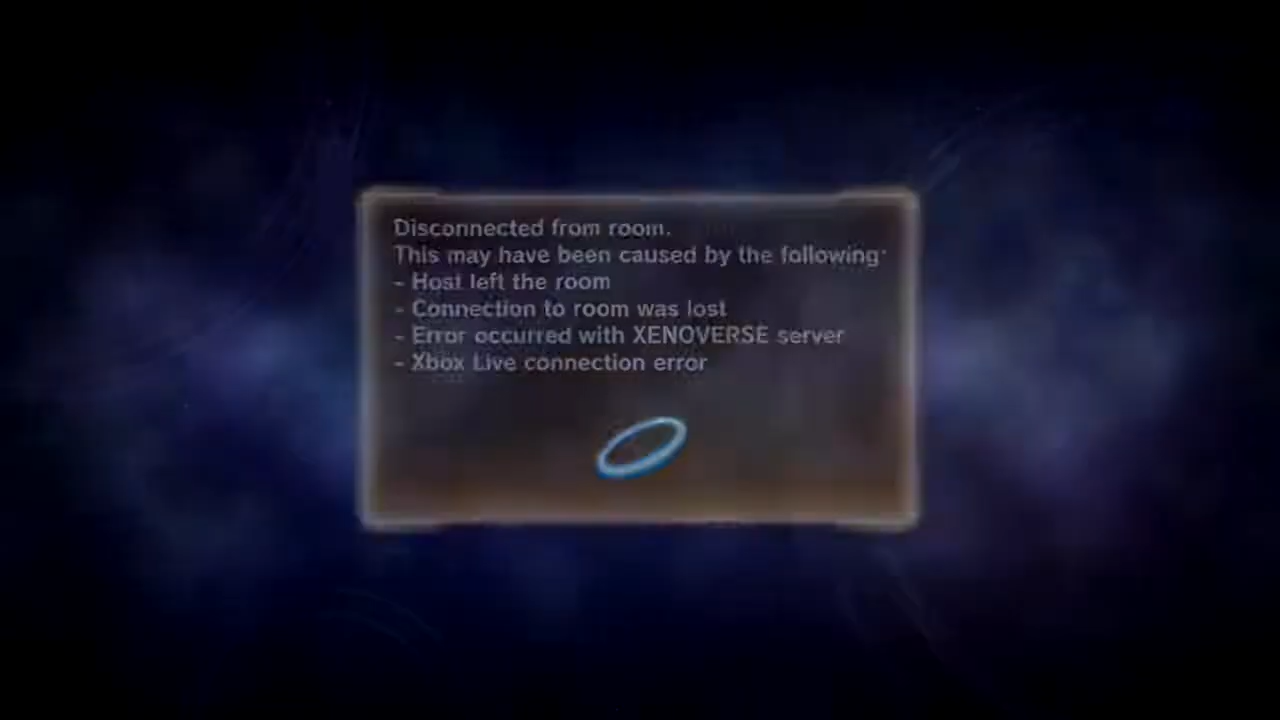 Disconnected from room.
This may have been caused by the following:
- Host left the room
- Connection to room was lost
- Error occurred with XENOVERSE server
- Xbox Live connection error